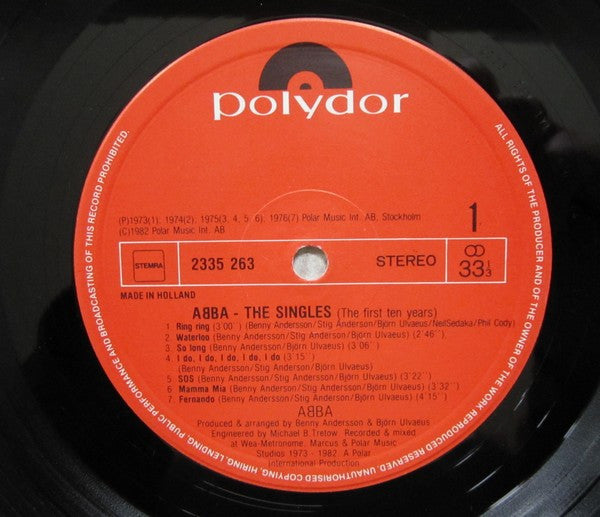 polydor
(P)1973(1); 1974(2); 1975(3, 4, 5, 6); 1976(7) Polar Music Int. AB, Stockholm
(C)1982 Polar Music Int. AB
1
STEMRA
2335 263
STEREO
33 1/3
MADE IN HOLLAND
ABBA - THE SINGLES (The first ten years)
1 Ring ring (3'00'') (Benny Andersson/Stig Anderson/Björn Ulvaeus/NeilSedaka/Phil Cody)
2 Waterloo (Benny Andersson/Stig Anderson/Björn Ulvaeus) (2'46'')
3 So long (Benny Andersson/Björn Ulvaeus) (3'06'')
4 I do, I do, I do, I do, I do (3'15'')
(Benny Andersson/Stig Anderson/Björn Ulvaeus)
5 SOS (Benny Andersson/Stig Anderson/Björn Ulvaeus) (3'22'')
6 Mamma Mia (Benny Andersson/Stig Anderson/Björn Ulvaeus) (3'32'')
7 Fernando (Benny Andersson/Stig Anderson/Björn Ulvaeus) (4'15'')
ABBA
Produced & arranged by Benny Andersson & Björn Ulvaeus
Engineered by Michael B. Tretow. Recorded & mixed
at Wea-Metronome, Marcus & Polar Music
Studios 1973 - 1982. A Polar
International Production
ALL RIGHTS OF THE PRODUCER AND OF THE OWNER OF THE WORK REPRODUCED RESERVED. UNAUTHORISED COPYING, HIRING, LENDING, PUBLIC PERFORMANCE AND BROADCASTING OF THIS RECORD PROHIBITED.